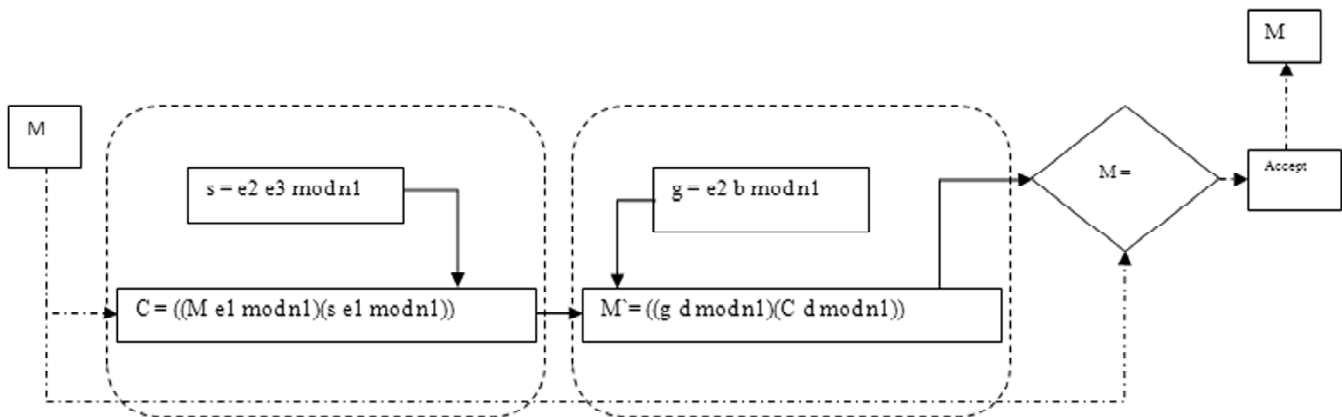 M
M
s = e2 e3 mod n1
g = e2 b mod n1
M =
Accept
C = ((M e1 mod n1)(s e1 mod n1))
M`= ((g d mod n1)(C d mod n1))